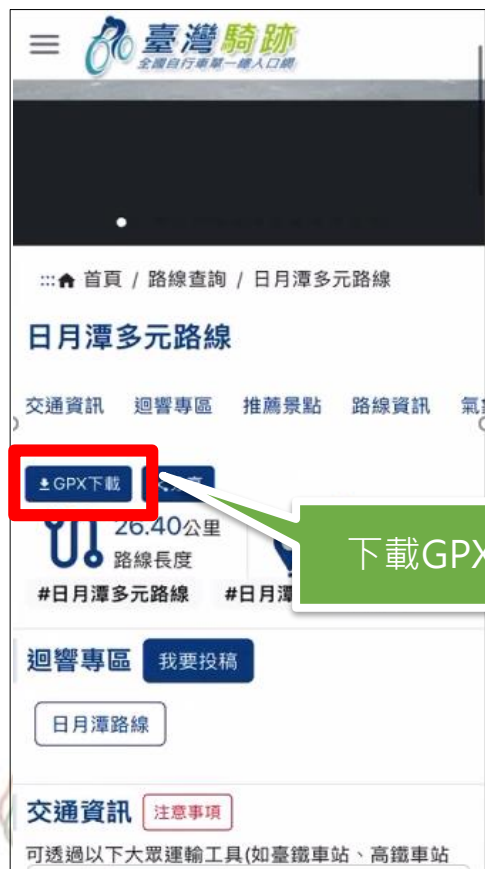 臺灣騎跡
全國自行車單一總入口網
:::首頁 / 路線查詢 / 日月潭多元路線
日月潭多元路線
交通資訊 迴響專區 推薦景點 路線資訊
GPX下載
26.40公里
路線長度
下載GPX
#日月潭多元路線 #日月潭
迴響專區 我要投稿
日月潭路線
交通資訊 注意事項
可透過以下大眾運輸工具(如臺鐵車站、高鐵車站